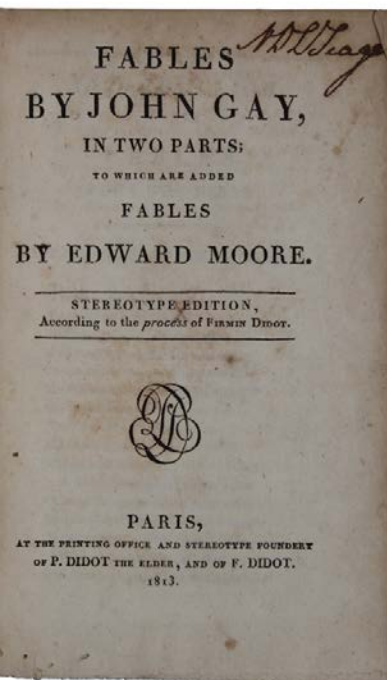 FABLES
BY JOHN GAY,
IN TWO PARTS;
TO WHICH ARE ADDED
FABLES
BY EDWARD MOORE.
STEREOTYPE EDITION,
According to the process of FIRMIN DIDOT.
PARIS,
AT THE PRINTING OFFICE AND STEREOTYPE FOUNDERY
OF P. DIDOT THE ELDER, AND OF F. DIDOT.
1813.